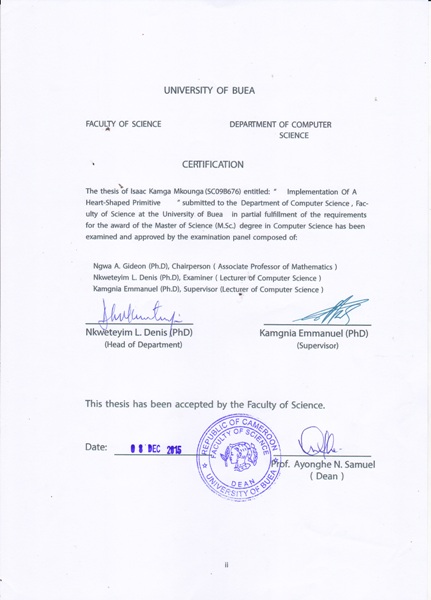 UNIVERSITY OF BUEA
FACULTY OF SCIENCE
DEPARTMENT OF COMPUTER
SCIENCE
CERTIFICATION
The thesis of Isaac Kamga Mkounga (SC09B676) entitled: “ Implementation Of A
Heart-Shaped Primitive ” submitted to the Department of Computer Science , Fac-
ulty of Science at the University of Buea in partial fulfillment of the requirements
for the award of the Master of Science (M.Sc.) degree in Computer Science has been
examined and approved by the examination panel composed of:
Ngwa A. Gideon (Ph.D), Chairperson ( Associate Professor of Mathematics )
Nkweteyim L. Denis (Ph.D), Examiner ( Lecturer of Computer Science )
Kamgnia Emmanuel (Ph.D), Supervisor (Lecturer of Computer Science )
Nkweteyim L. Denis (PhD)
(Head of Department)
Kamgnia Emmanuel (PhD)
(Supervisor)
This thesis has been accepted by the Faculty of Science.
Date: 08 DEC 2015
REPUBLIC OF CAMEROON
FACULTY OF SCIENCE
DEAN
UNIVERSITY OF BUEA
Prof. Ayonghe N. Samuel
( Dean )
ii